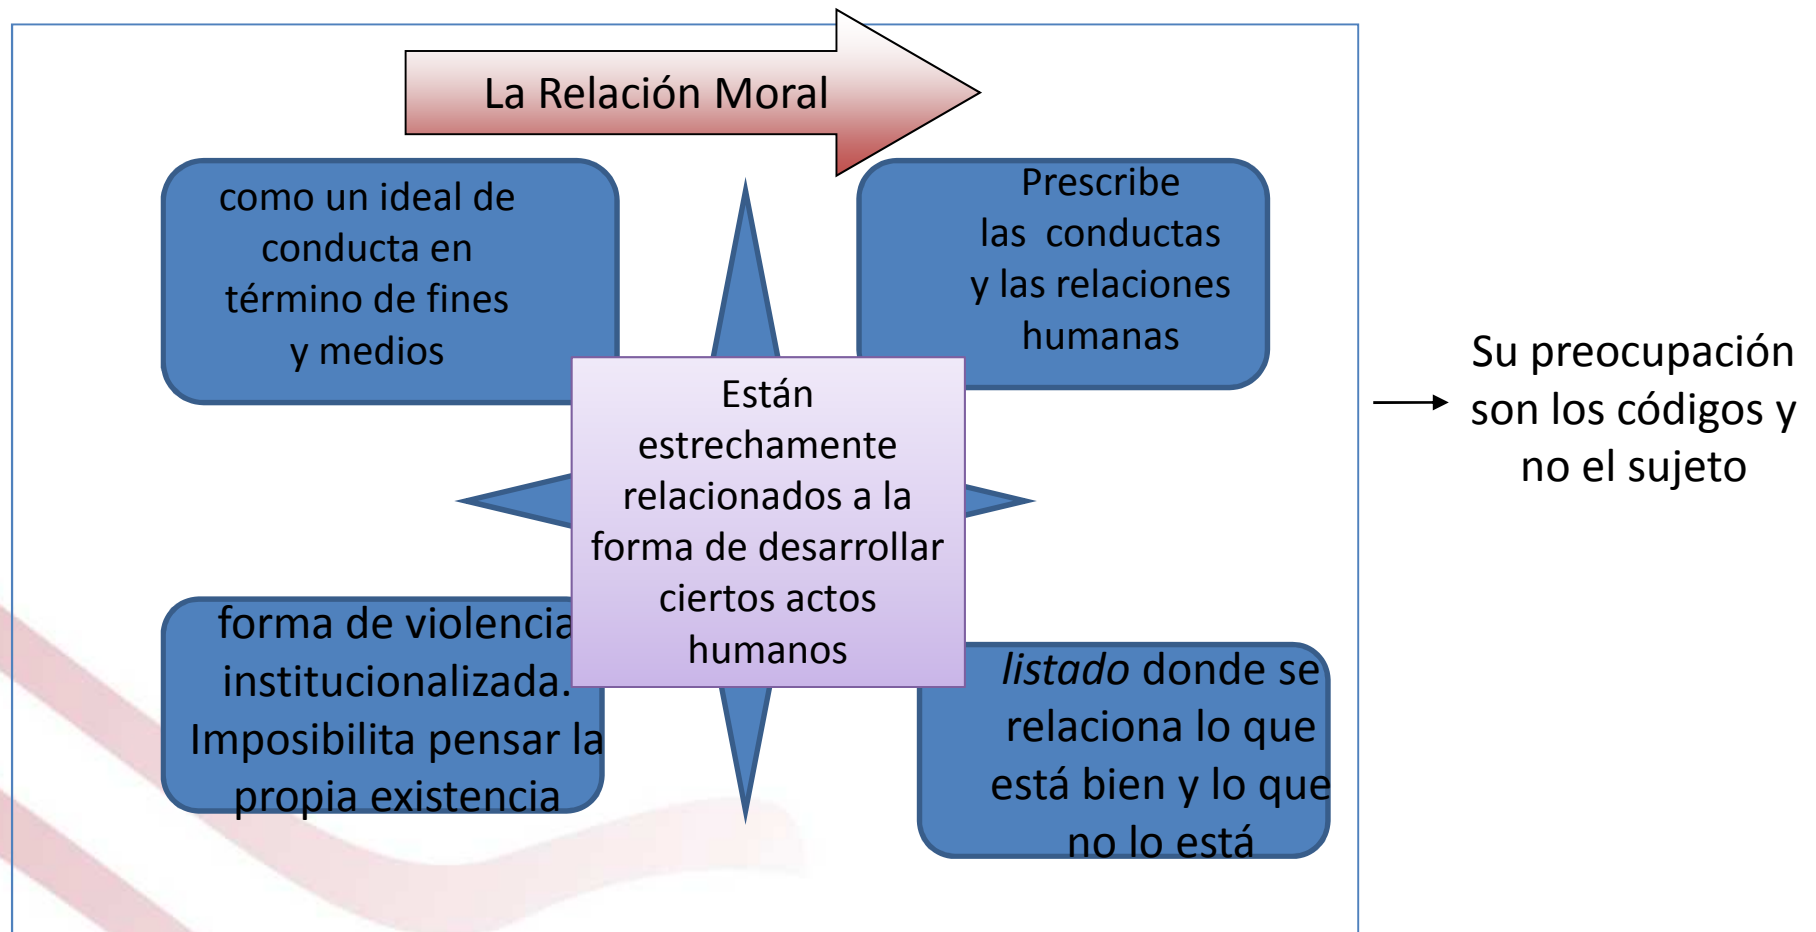 La Relación Moral
como un ideal de
conducta en
término de fines
y medios
Prescribe
las conductas
y las relaciones
humanas
Están
estrechamente
relacionados a la
forma de desarrollar
ciertos actos
humanos
forma de violencia
institucionalizada.
Imposibilita pensar la
propia existencia
listado donde se
relaciona lo que
está bien y lo que
no lo está
Su preocupación
son los códigos y
no el sujeto